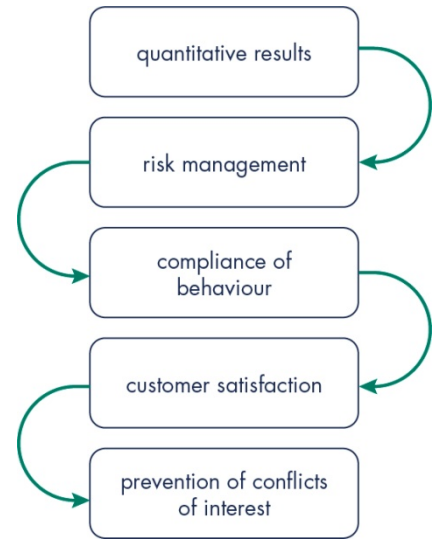 quantitative results
risk management
compliance of
behaviour
customer satisfaction
prevention of conflicts
of interest